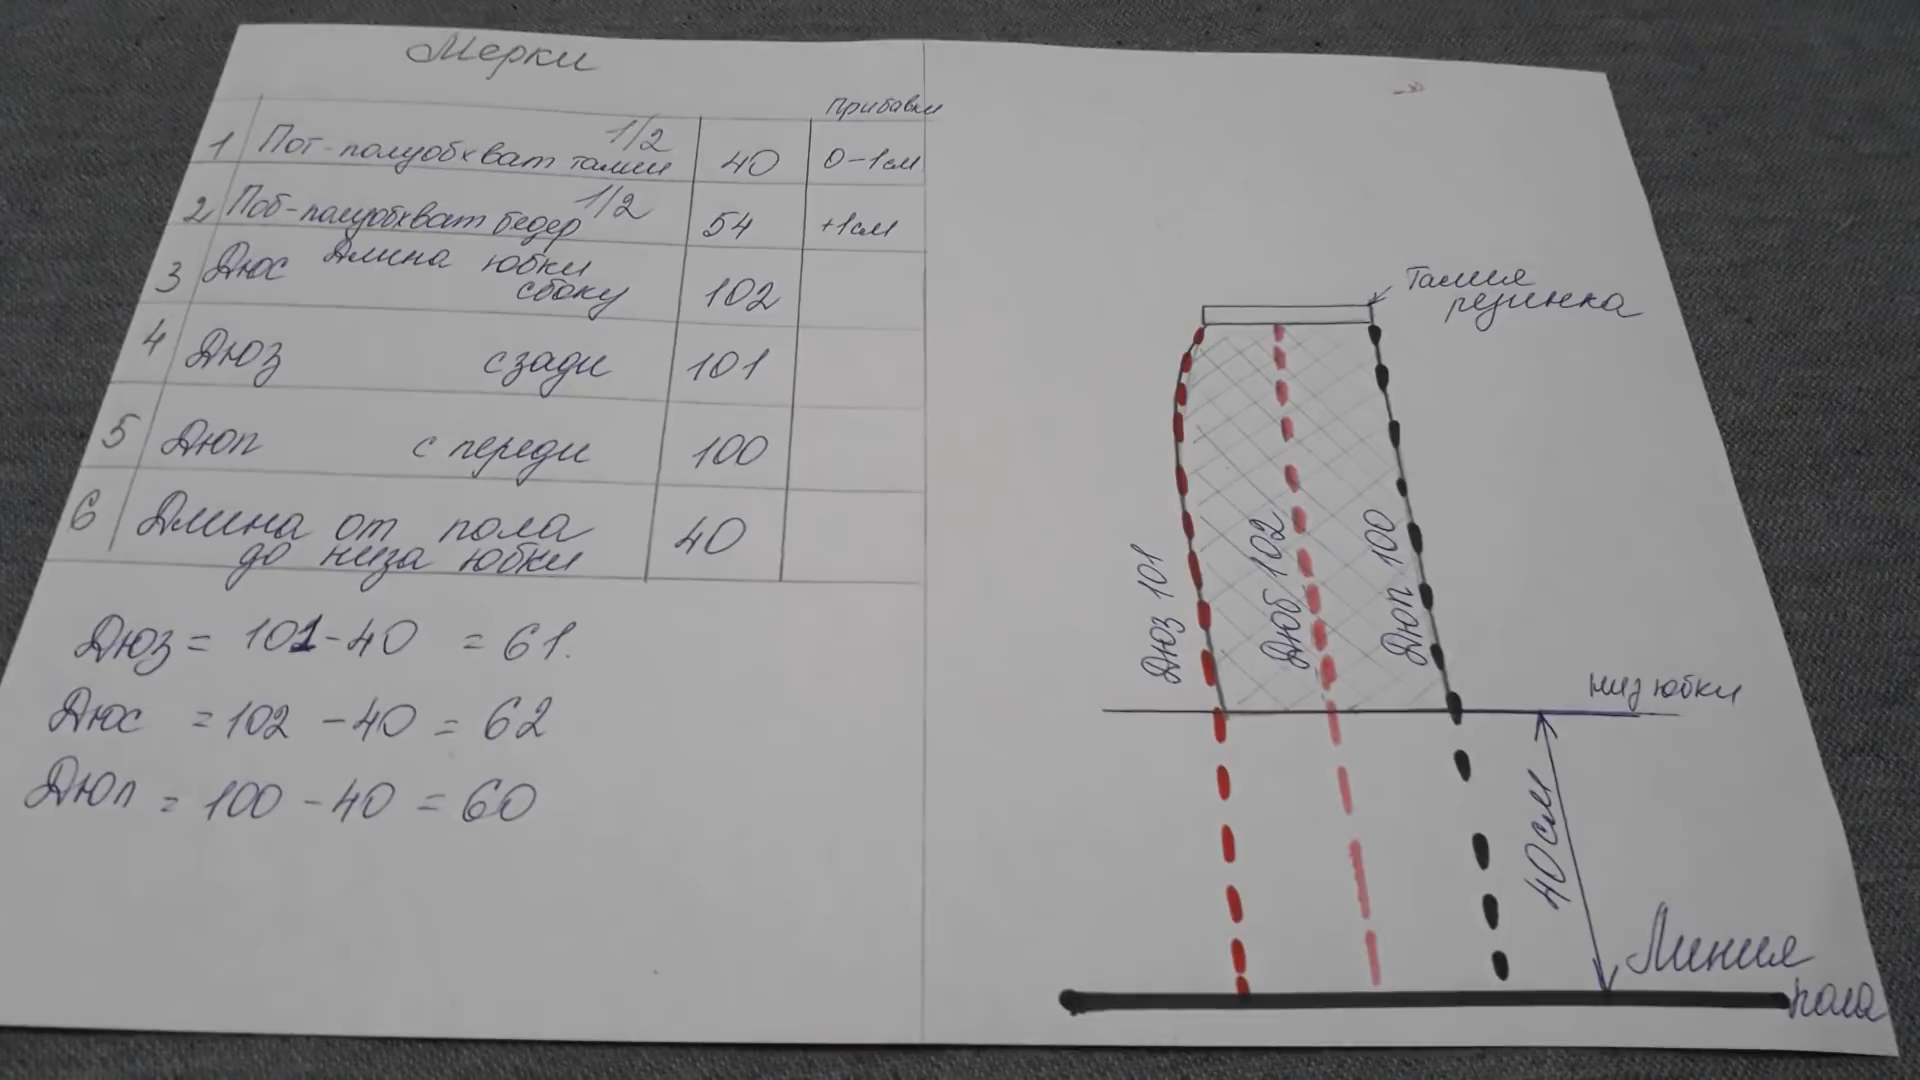 Мерки
Прибавки
1 Пот-полуобхват талии 1/2 40 0-1см
2 Поб-полуобхват бедер 1/2 54 +1см
3 Дюс Длина юбки
сбоку 102
4 Дюз сзади 101
5 Дюп с переди 100
6 Длина от пола
до низа юбки 40
Дюз = 101-40 = 61.
Дюс = 102 - 40 = 62
Дюп = 100 - 40 = 60
Талия
резинка
Дюз 101
Дюб 102
Дюп 100
низ юбки
40см
Линия
пола